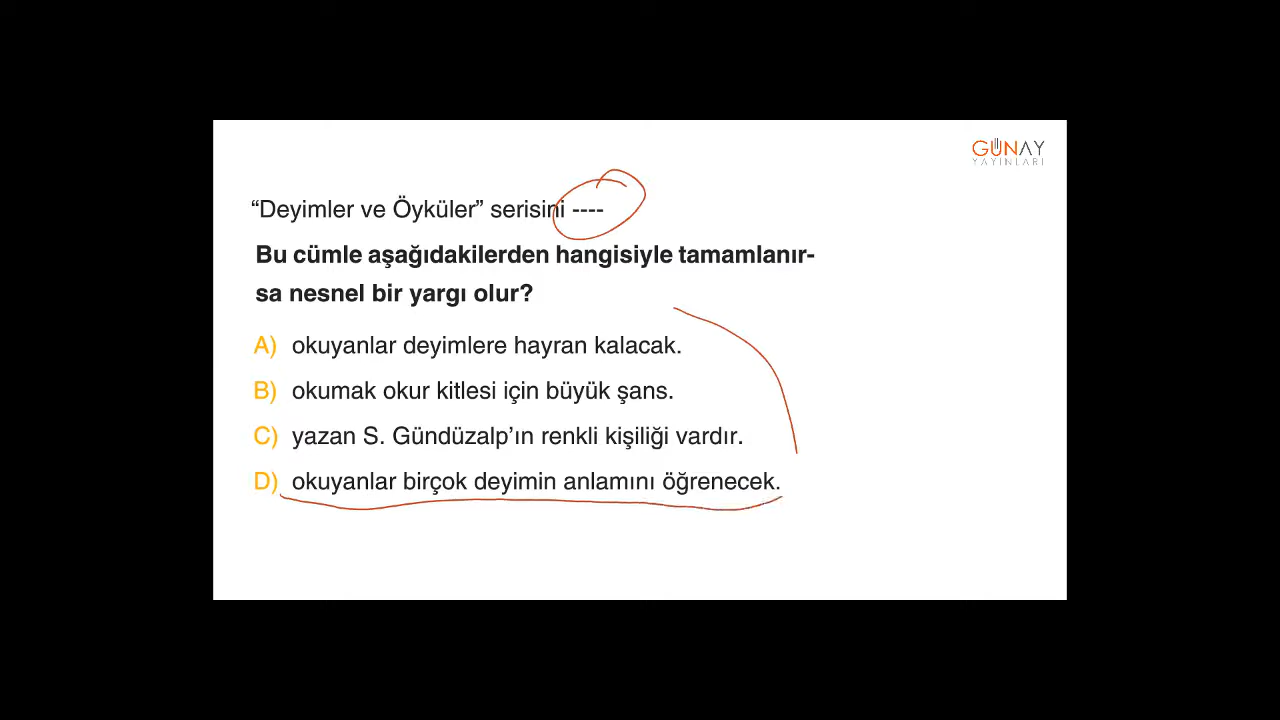 GÜNAY
YAYINLARI
“Deyimler ve Öyküler” serisini ----
Bu cümle aşağıdakilerden hangisiyle tamamlanır-
sa nesnel bir yargı olur?
A) okuyanlar deyimlere hayran kalacak.
B) okumak okur kitlesi için büyük şans.
C) yazan S. Gündüzalp’ın renkli kişiliği vardır.
D) okuyanlar birçok deyimin anlamını öğrenecek.